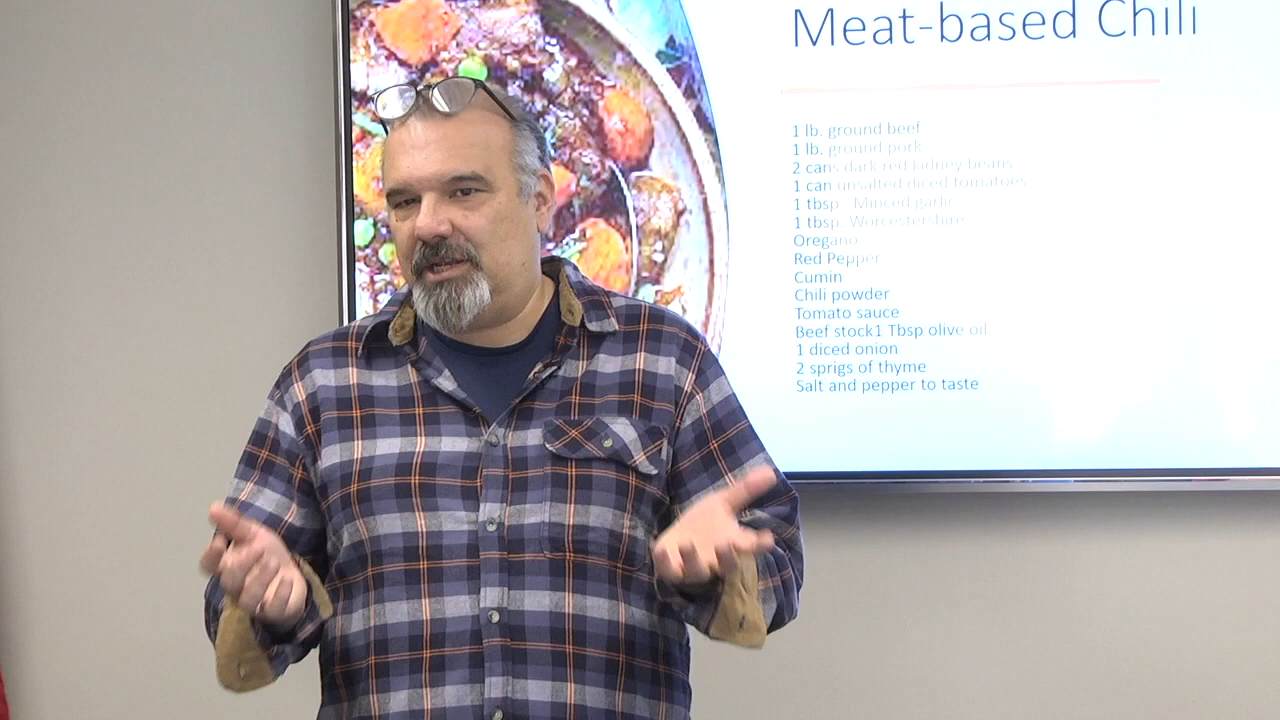 Meat-based Chili
1 lb. ground beef
1 lb. ground pork
2 cans dark red kidney beans
1 can unsalted diced tomatoes
1 tbsp. Minced garlic
1 tbsp. Worcestershire
Oregano
Red Pepper
Cumin
Chili powder
Tomato sauce
Beef stock1 Tbsp olive oil
1 diced onion
2 sprigs of thyme
Salt and pepper to taste